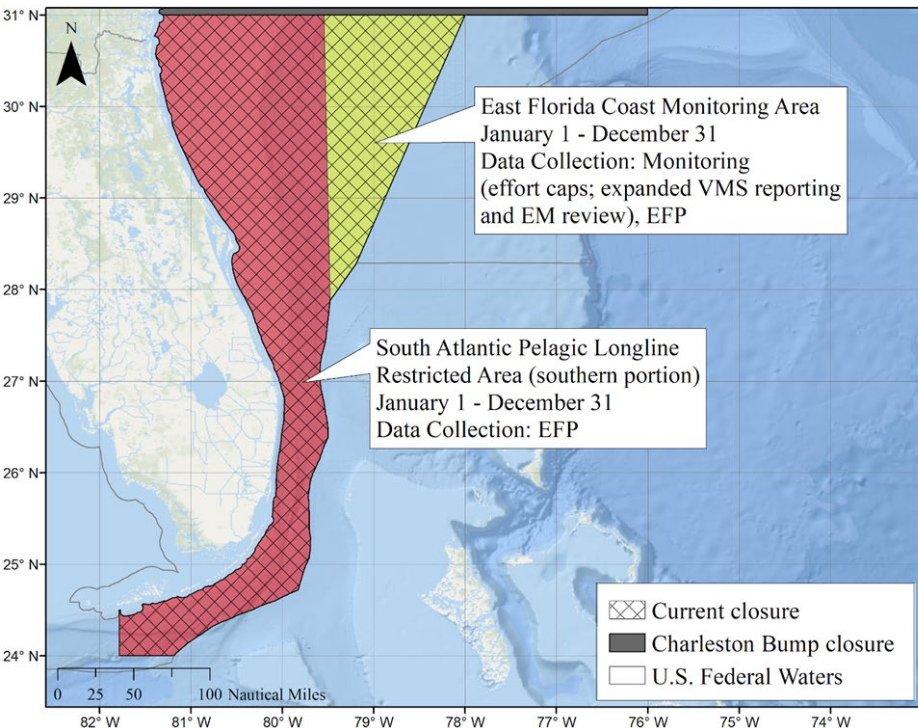 31° N
30° N
29° N
28° N
27° N
26° N
25° N
24° N
N
East Florida Coast Monitoring Area
January 1 - December 31
Data Collection: Monitoring
(effort caps; expanded VMS reporting
and EM review), EFP
South Atlantic Pelagic Longline
Restricted Area (southern portion)
January 1 - December 31
Data Collection: EFP
Current closure
Charleston Bump closure
U.S. Federal Waters
0 25 50 100 Nautical Miles
82° W 81° W 80° W 79° W 78° W 77° W 76° W 75° W 74° W